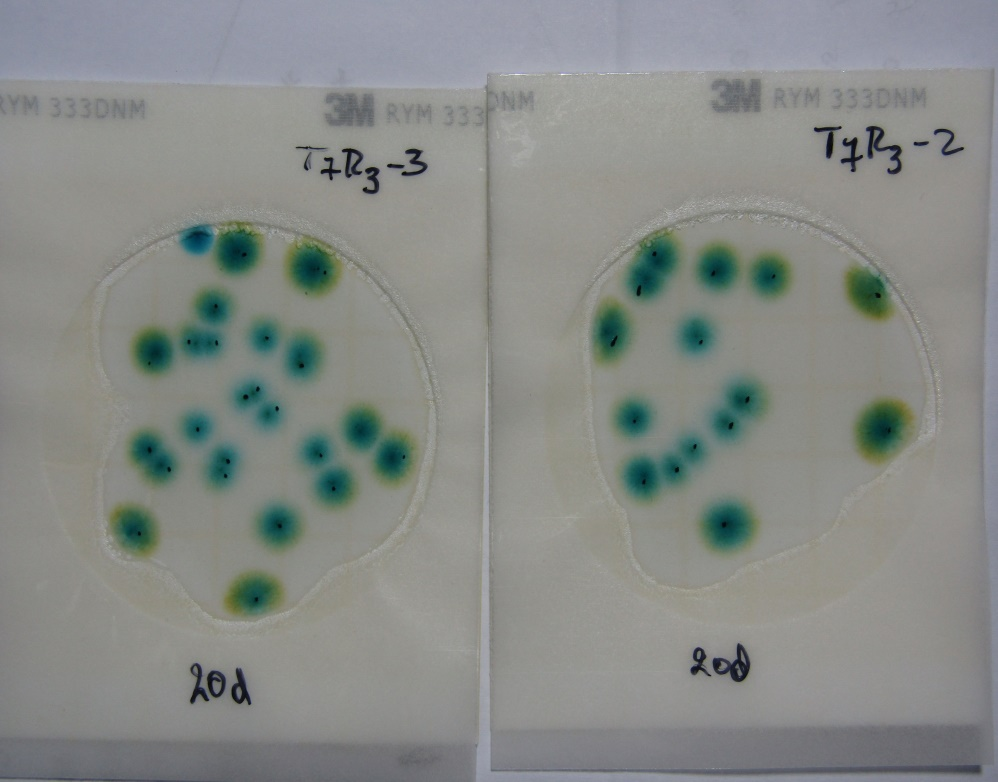 RYM 333DNM
3M RYM 333
T7R3-3
20d
DNM
3M RYM 333DNM
T7R3-2
20d